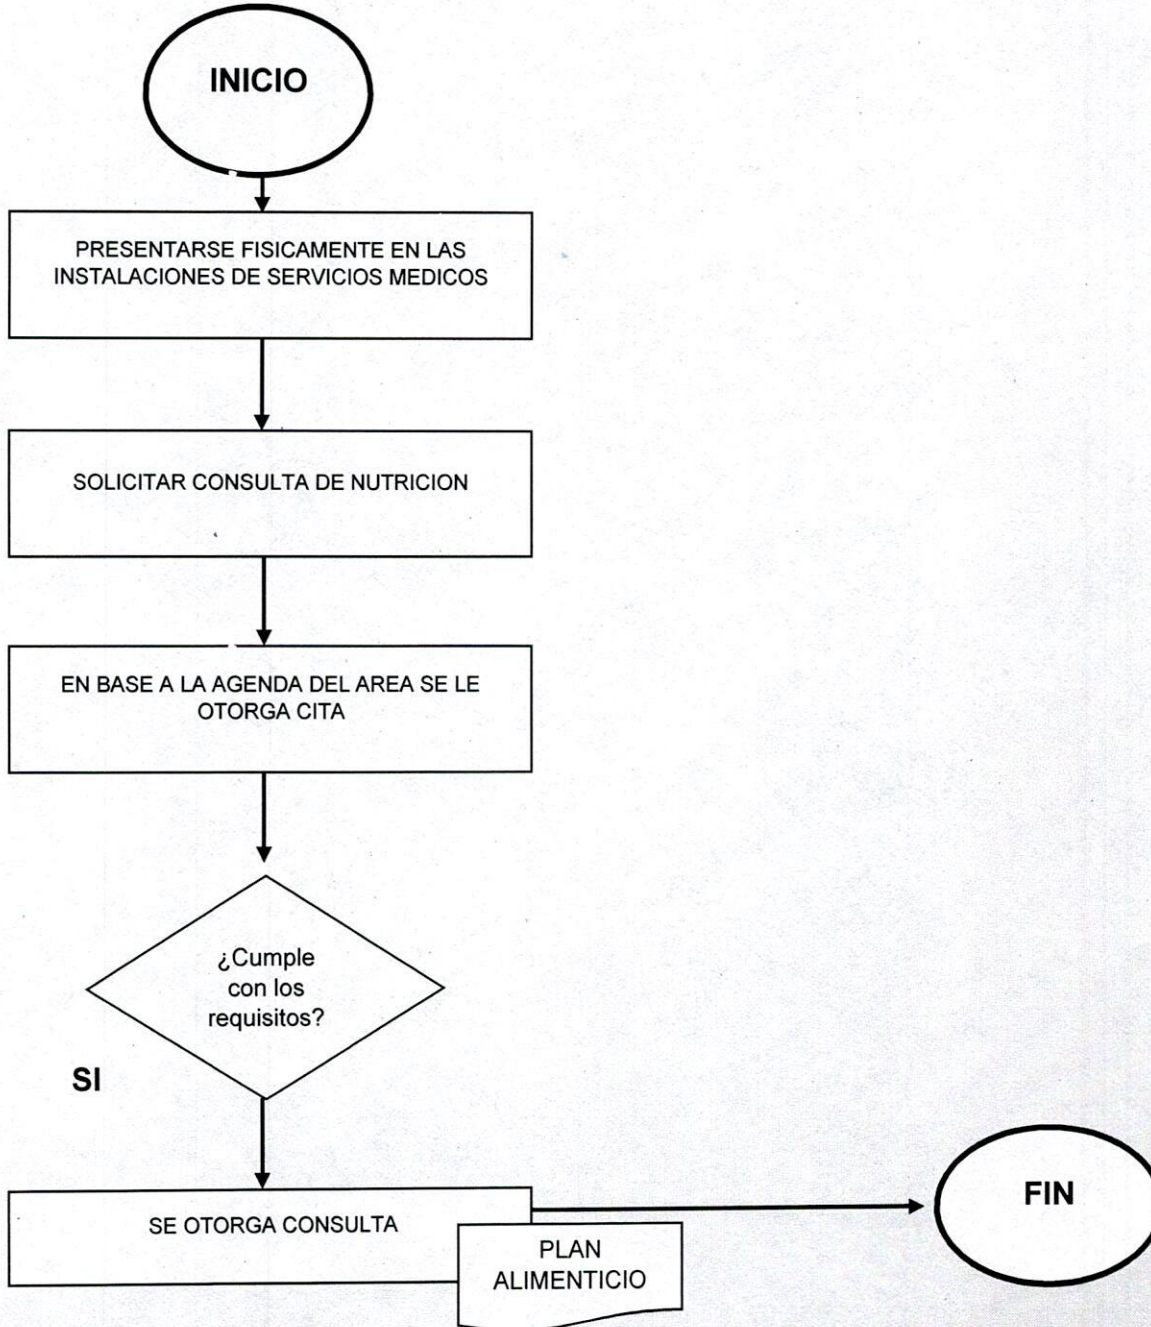 INICIO
PRESENTARSE FISICAMENTE EN LAS
INSTALACIONES DE SERVICIOS MEDICOS
SOLICITAR CONSULTA DE NUTRICION
EN BASE A LA AGENDA DEL AREA SE LE
OTORGA CITA
¿Cumple
con los
requisitos?
SI
SE OTORGA CONSULTA
PLAN
ALIMENTICIO
FIN